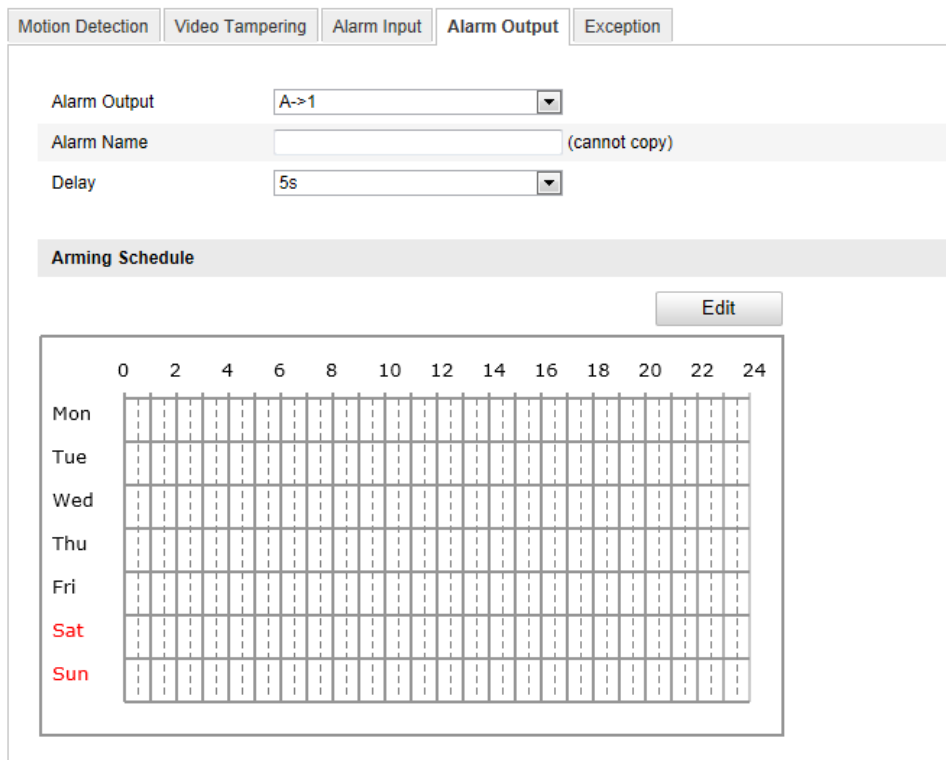 Motion Detection Video Tampering Alarm Input Alarm Output Exception
Alarm Output A->1
Alarm Name (cannot copy)
Delay 5s
Arming Schedule
Edit
0 2 4 6 8 10 12 14 16 18 20 22 24
Mon
Tue
Wed
Thu
Fri
Sat
Sun